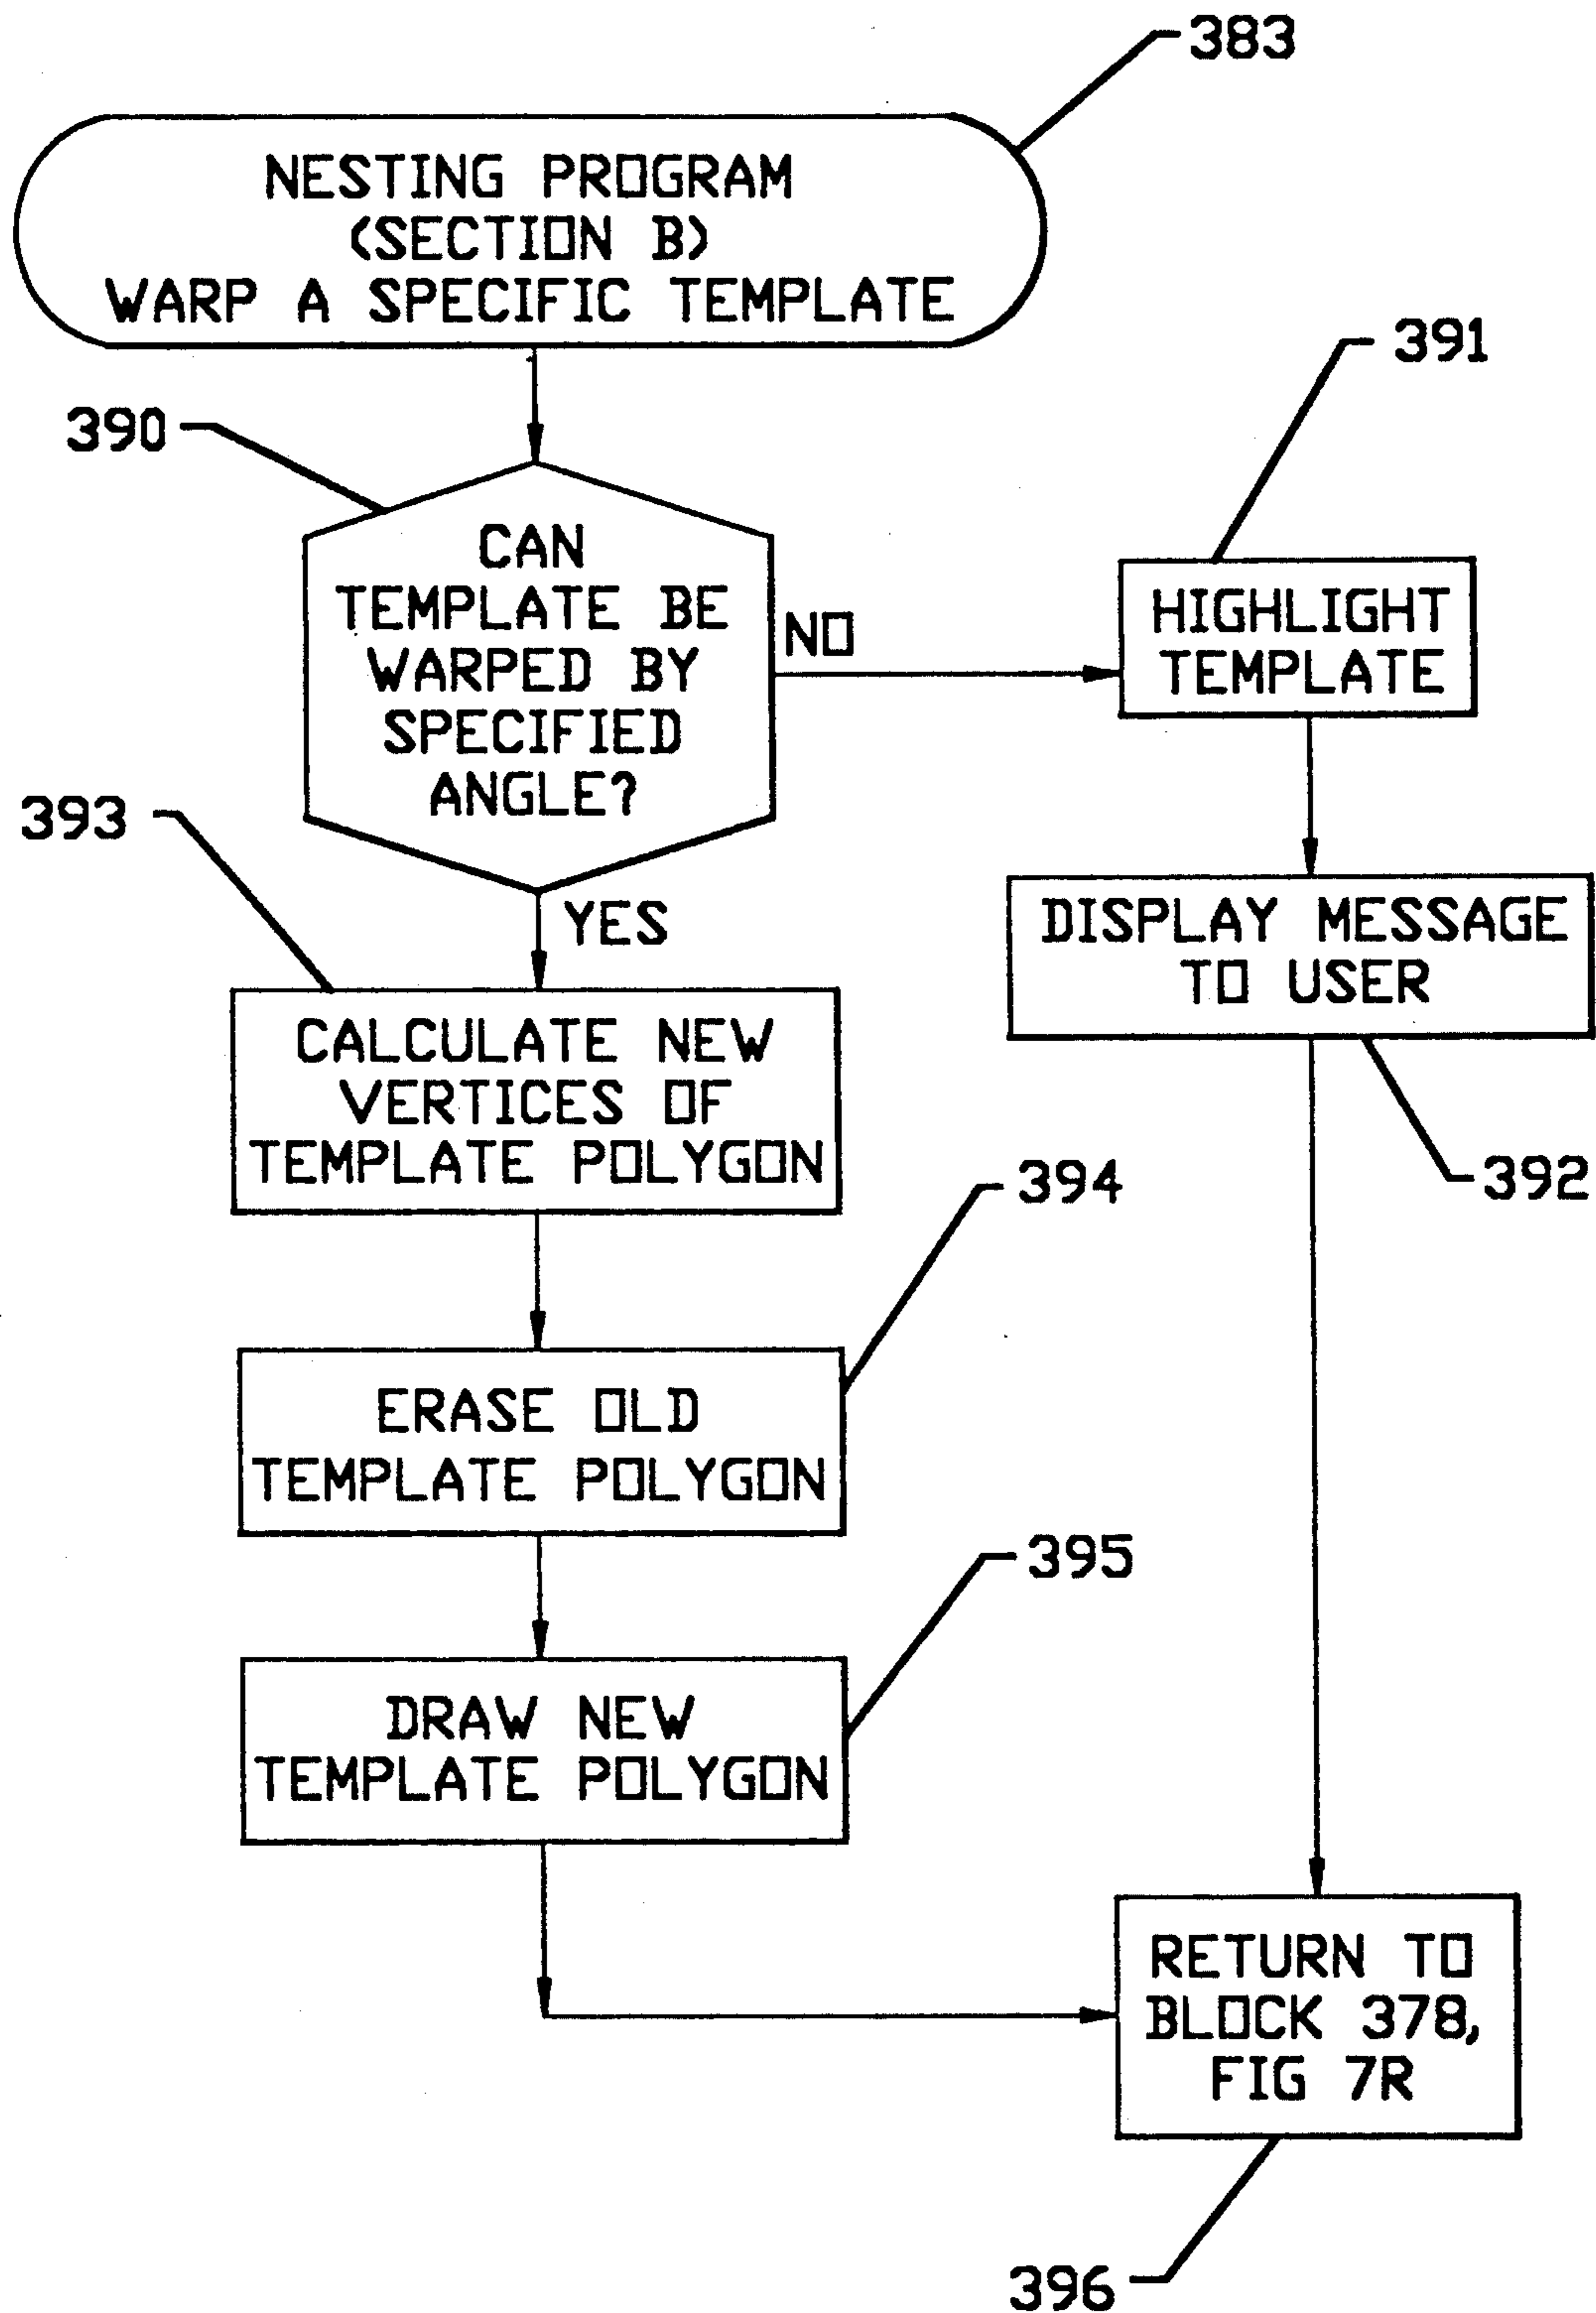 383
NESTING PROGRAM
(SECTION B)
WARP A SPECIFIC TEMPLATE
390
CAN
TEMPLATE BE
WARPED BY
SPECIFIED
ANGLE?
NO
391
HIGHLIGHT
TEMPLATE
YES
DISPLAY MESSAGE
TO USER
392
393
CALCULATE NEW
VERTICES OF
TEMPLATE POLYGON
394
ERASE OLD
TEMPLATE POLYGON
395
DRAW NEW
TEMPLATE POLYGON
RETURN TO
BLOCK 378,
FIG 7R
396